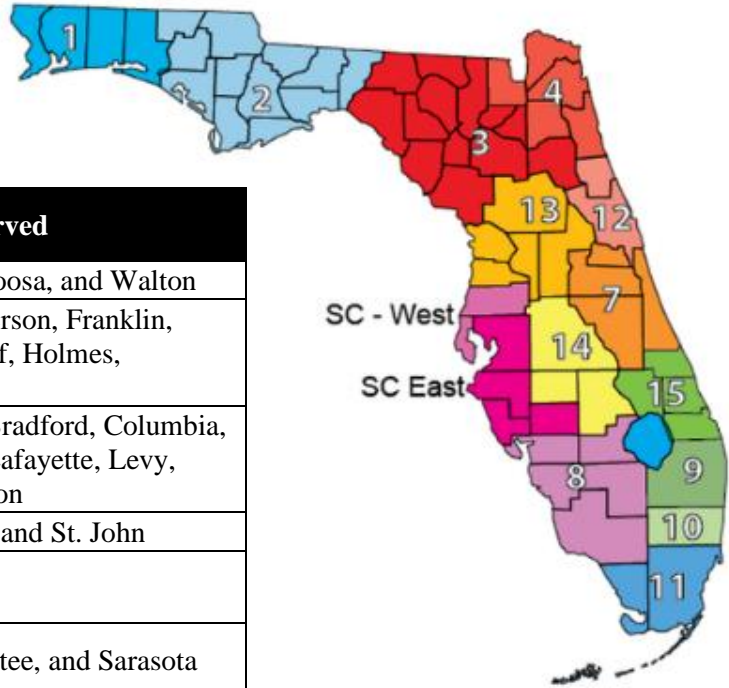 1
2
3
4
13
12
7
SC - West
14
SC East
15
8
9
10
11
rved
oosa, and Walton
rson, Franklin,
f, Holmes,
radford, Columbia,
afayette, Levy,
on
and St. John
tee, and Sarasota